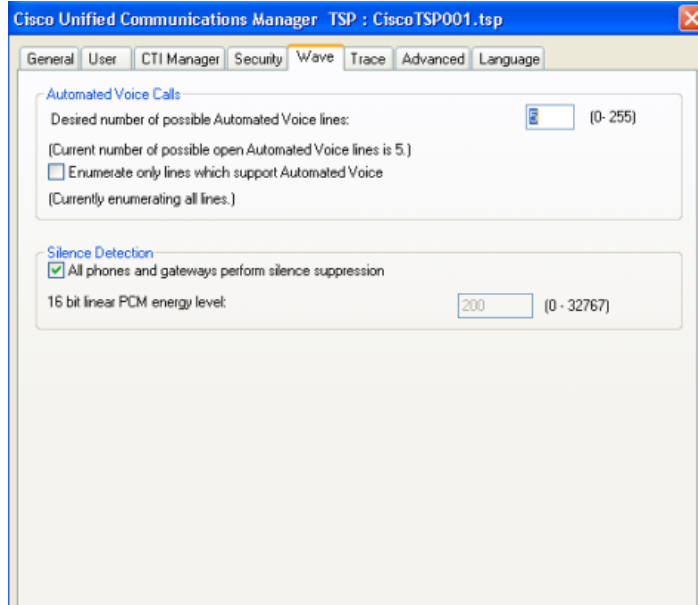 Cisco Unified Communications Manager TSP : CiscoTSP001.tsp
General User CTI Manager Security Wave Trace Advanced Language
Automated Voice Calls
Desired number of possible Automated Voice lines: 5 (0- 255)
(Current number of possible open Automated Voice lines is 5.)
Enumerate only lines which support Automated Voice
(Currently enumerating all lines.)
Silence Detection
All phones and gateways perform silence suppression
16 bit linear PCM energy level: 200 (0 - 32767)